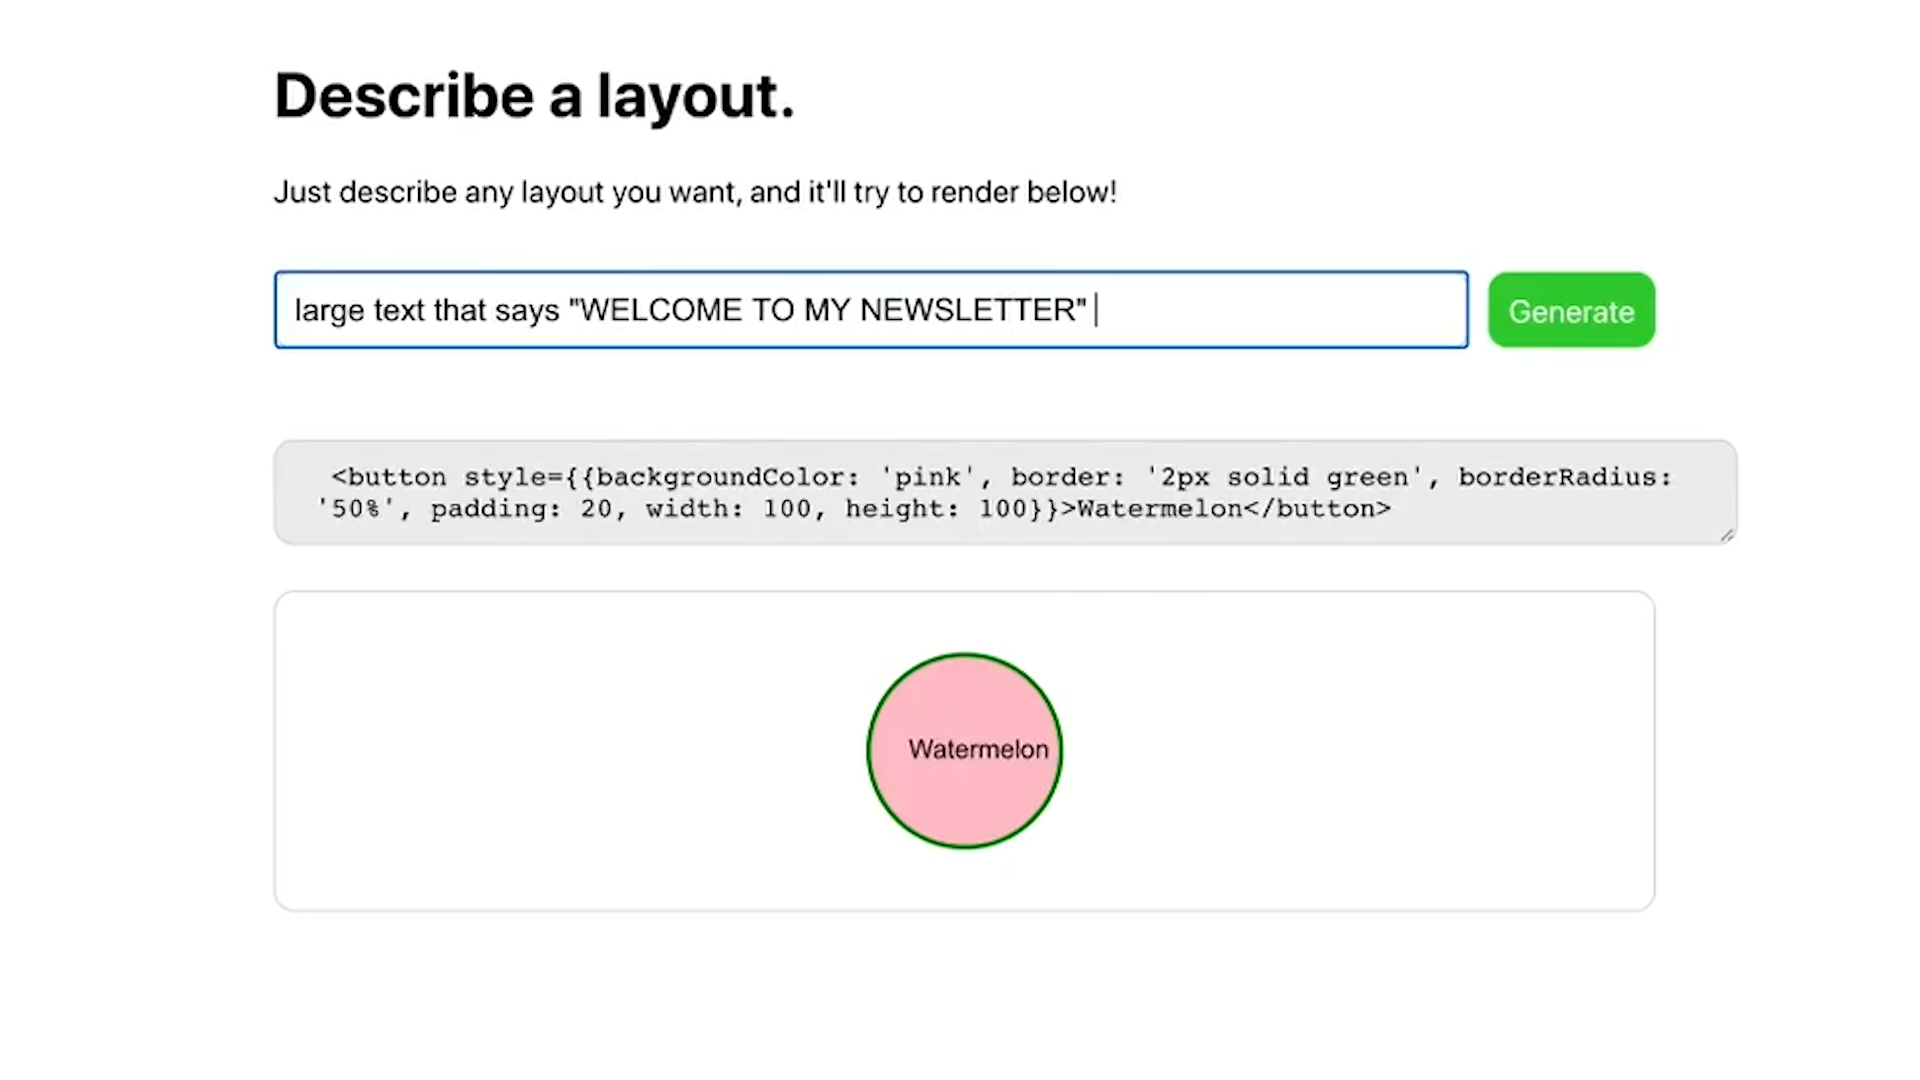 Describe a layout.
Just describe any layout you want, and it'll try to render below!
large text that says "WELCOME TO MY NEWSLETTER"
Generate
<button style={{backgroundColor: 'pink', border: '2px solid green', borderRadius:
'50%', padding: 20, width: 100, height: 100}}>Watermelon</button>
Watermelon